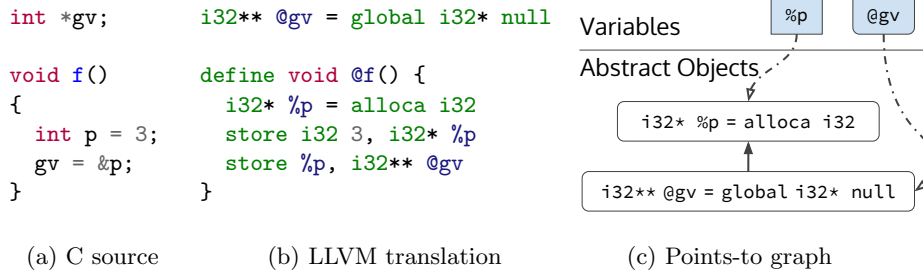 int *gv;
void f()
{
int p = 3;
gv = &p;
}
(a) C source
i32** @gv = global i32* null
define void @f() {
i32* %p = alloca i32
store i32 3, i32* %p
store %p, i32** @gv
}
(b) LLVM translation
%p
@gv
Variables
Abstract Objects
i32* %p = alloca i32
i32** @gv = global i32* null
(c) Points-to graph